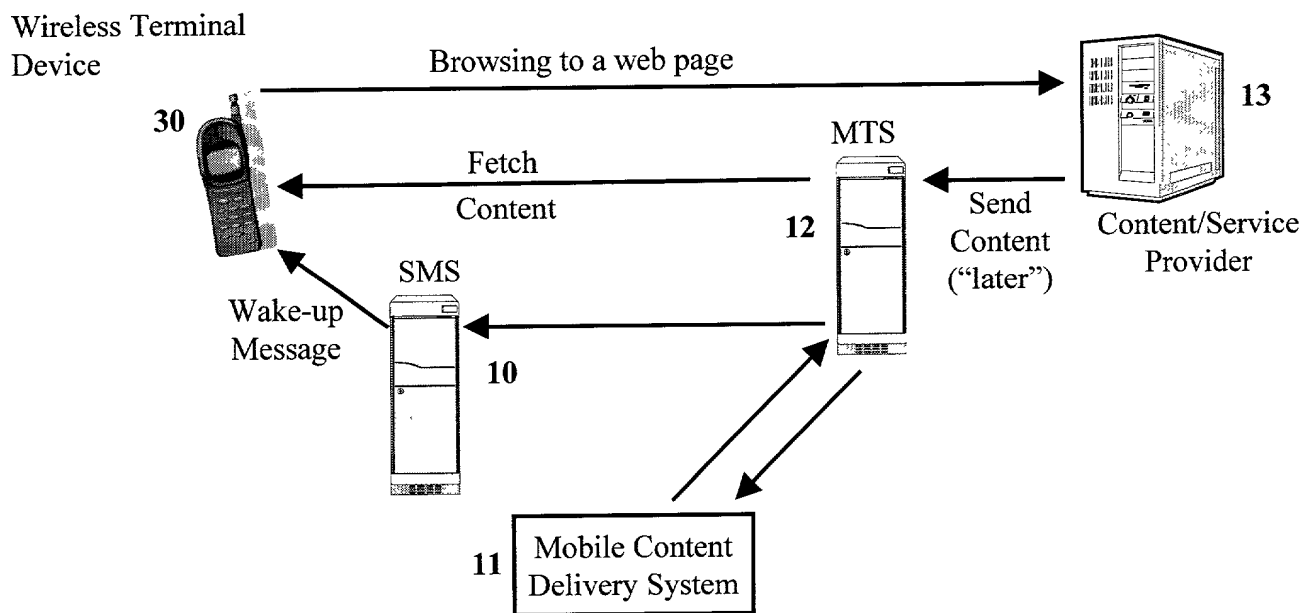 Wireless Terminal
Device
30
Browsing to a web page
13
MTS
Fetch
Content
12
Send
Content
(“later”)
Content/Service
Provider
SMS
Wake-up
Message
10
11
Mobile Content
Delivery System